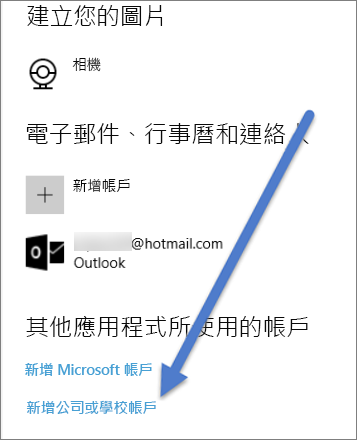 建立您的圖片
相機
電子郵件、行事曆和連絡人
新增帳戶
@hotmail.com
Outlook
其他應用程式所使用的帳戶
新增 Microsoft 帳戶
新增公司或學校帳戶